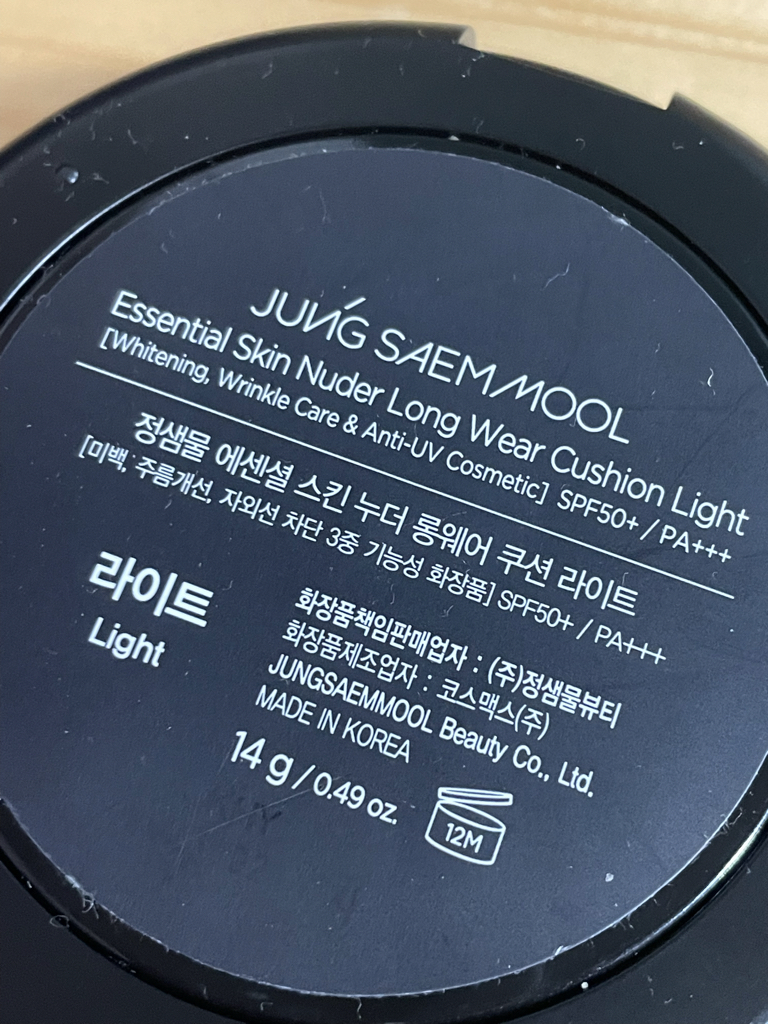 JUNG SAEM MOOL
Essential Skin Nuder Long Wear Cushion Light
[Whitening, Wrinkle Care & Anti-UV Cosmetic] SPF50+ / PA+++
정샘물 에센셜 스킨 누더 롱웨어 쿠션 라이트
[미백, 주름개선, 자외선 차단 3중 기능성 화장품] SPF50+ / PA+++
라이트
Light
화장품책임판매업자 : (주)정샘물뷰티
화장품제조업자 : 코스맥스(주)
JUNGSAEMMOOL Beauty Co., Ltd.
MADE IN KOREA
14 g / 0.49 oz.
12M